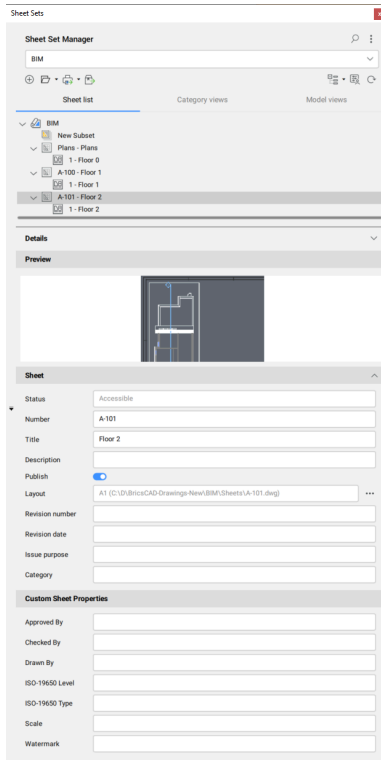 Sheet Sets
x
Sheet Set Manager
BIM
Sheet list Category views Model views
BIM
New Subset
Plans - Plans
1 - Floor 0
A-100 - Floor 1
1 - Floor 1
A-101 - Floor 2
1 - Floor 2
Details
Preview
Sheet
Status Accessible
Number A-101
Title Floor 2
Description
Publish
Layout A1 (C:\D\BricsCAD-Drawings-New\BIM\Sheets\A-101.dwg) ...
Revision number
Revision date
Issue purpose
Category
Custom Sheet Properties
Approved By
Checked By
Drawn By
ISO-19650 Level
ISO-19650 Type
Scale
Watermark